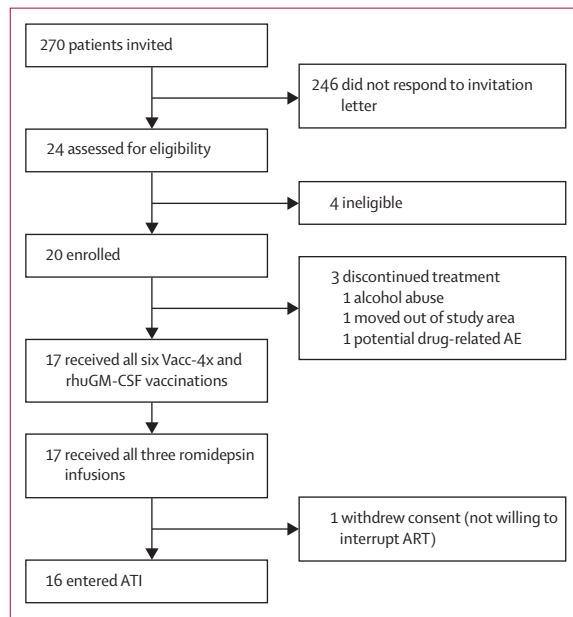 270 patients invited
246 did not respond to invitation
letter
24 assessed for eligibility
4 ineligible
20 enrolled
3 discontinued treatment
1 alcohol abuse
1 moved out of study area
1 potential drug-related AE
17 received all six Vacc-4x and
rhuGM-CSF vaccinations
17 received all three romidepsin
infusions
1 withdrew consent (not willing to
interrupt ART)
16 entered ATI